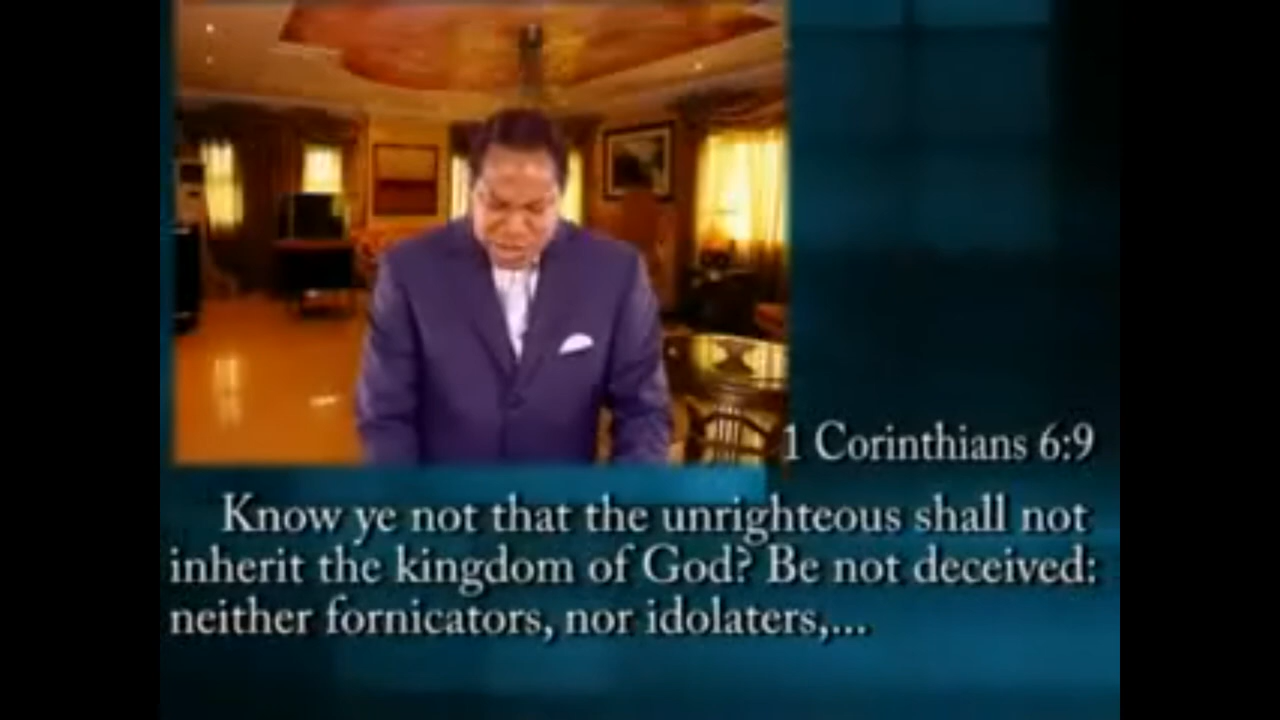 1 Corinthians 6:9
Know ye not that the unrighteous shall not
inherit the kingdom of God? Be not deceived:
neither fornicators, nor idolaters,...